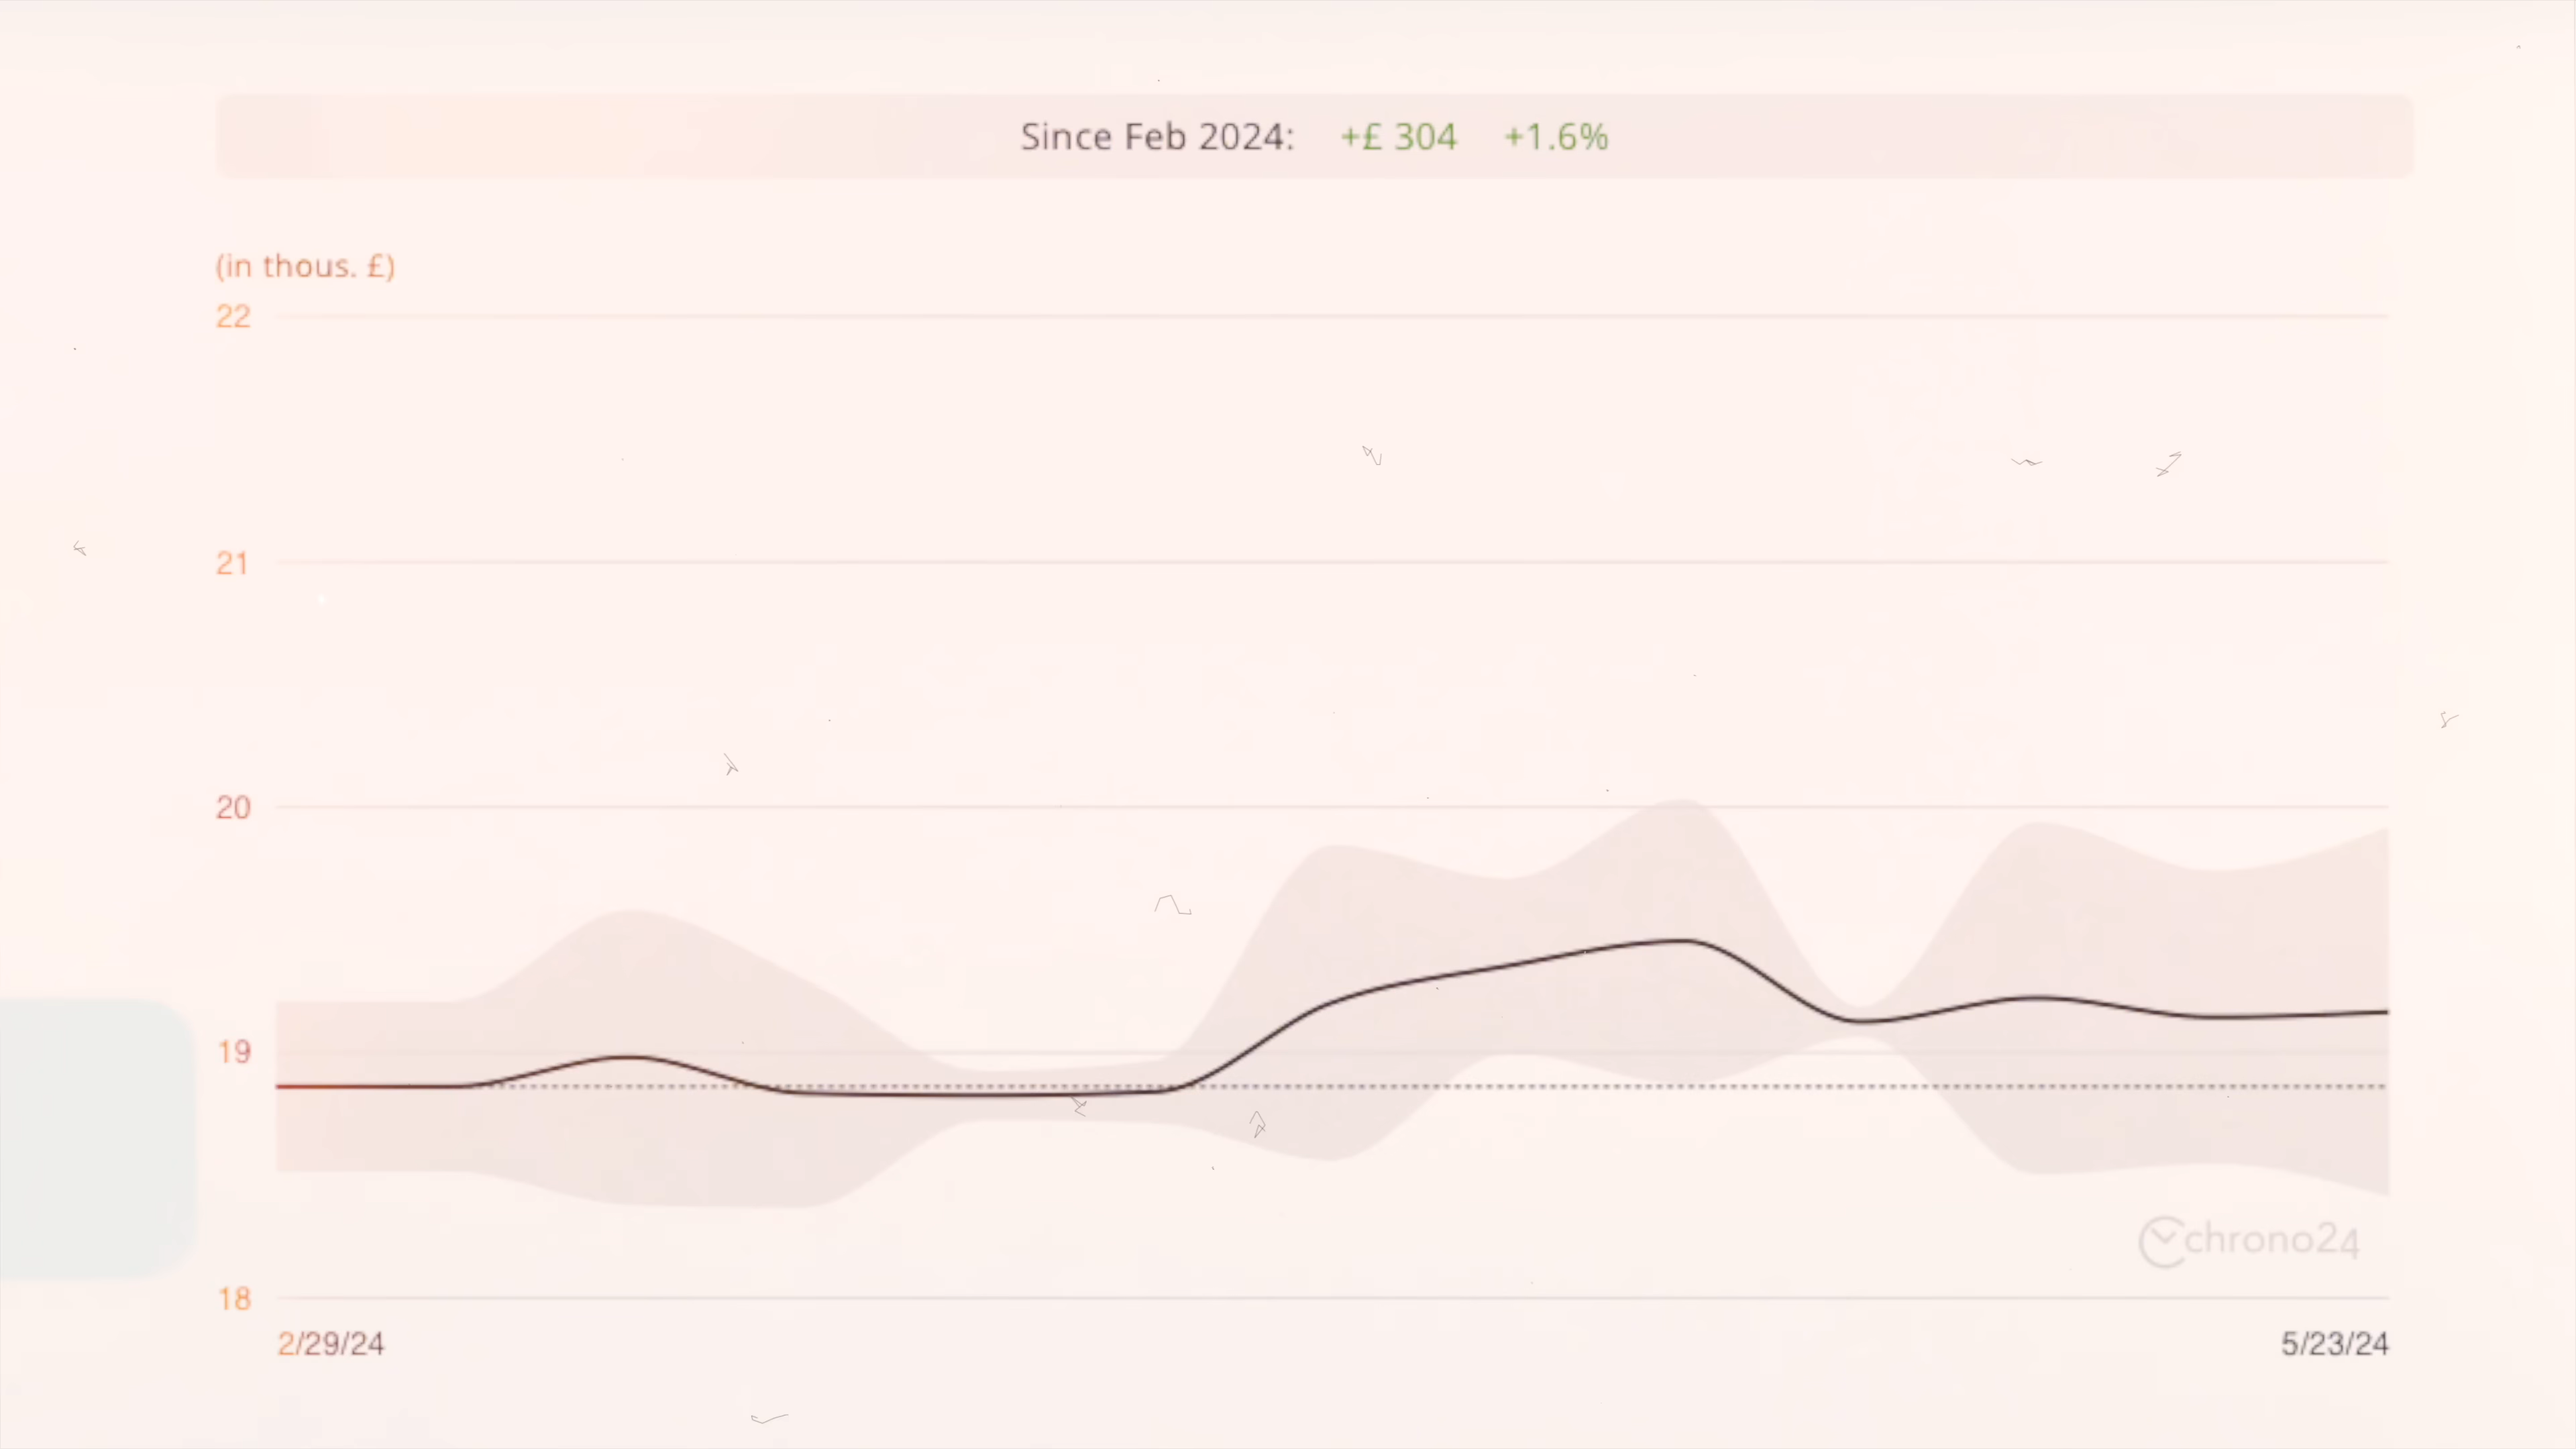 Since Feb 2024: +£ 304 +1.6%
(in thous. £)
22
21
20
19
18
chrono24
2/29/24 5/23/24